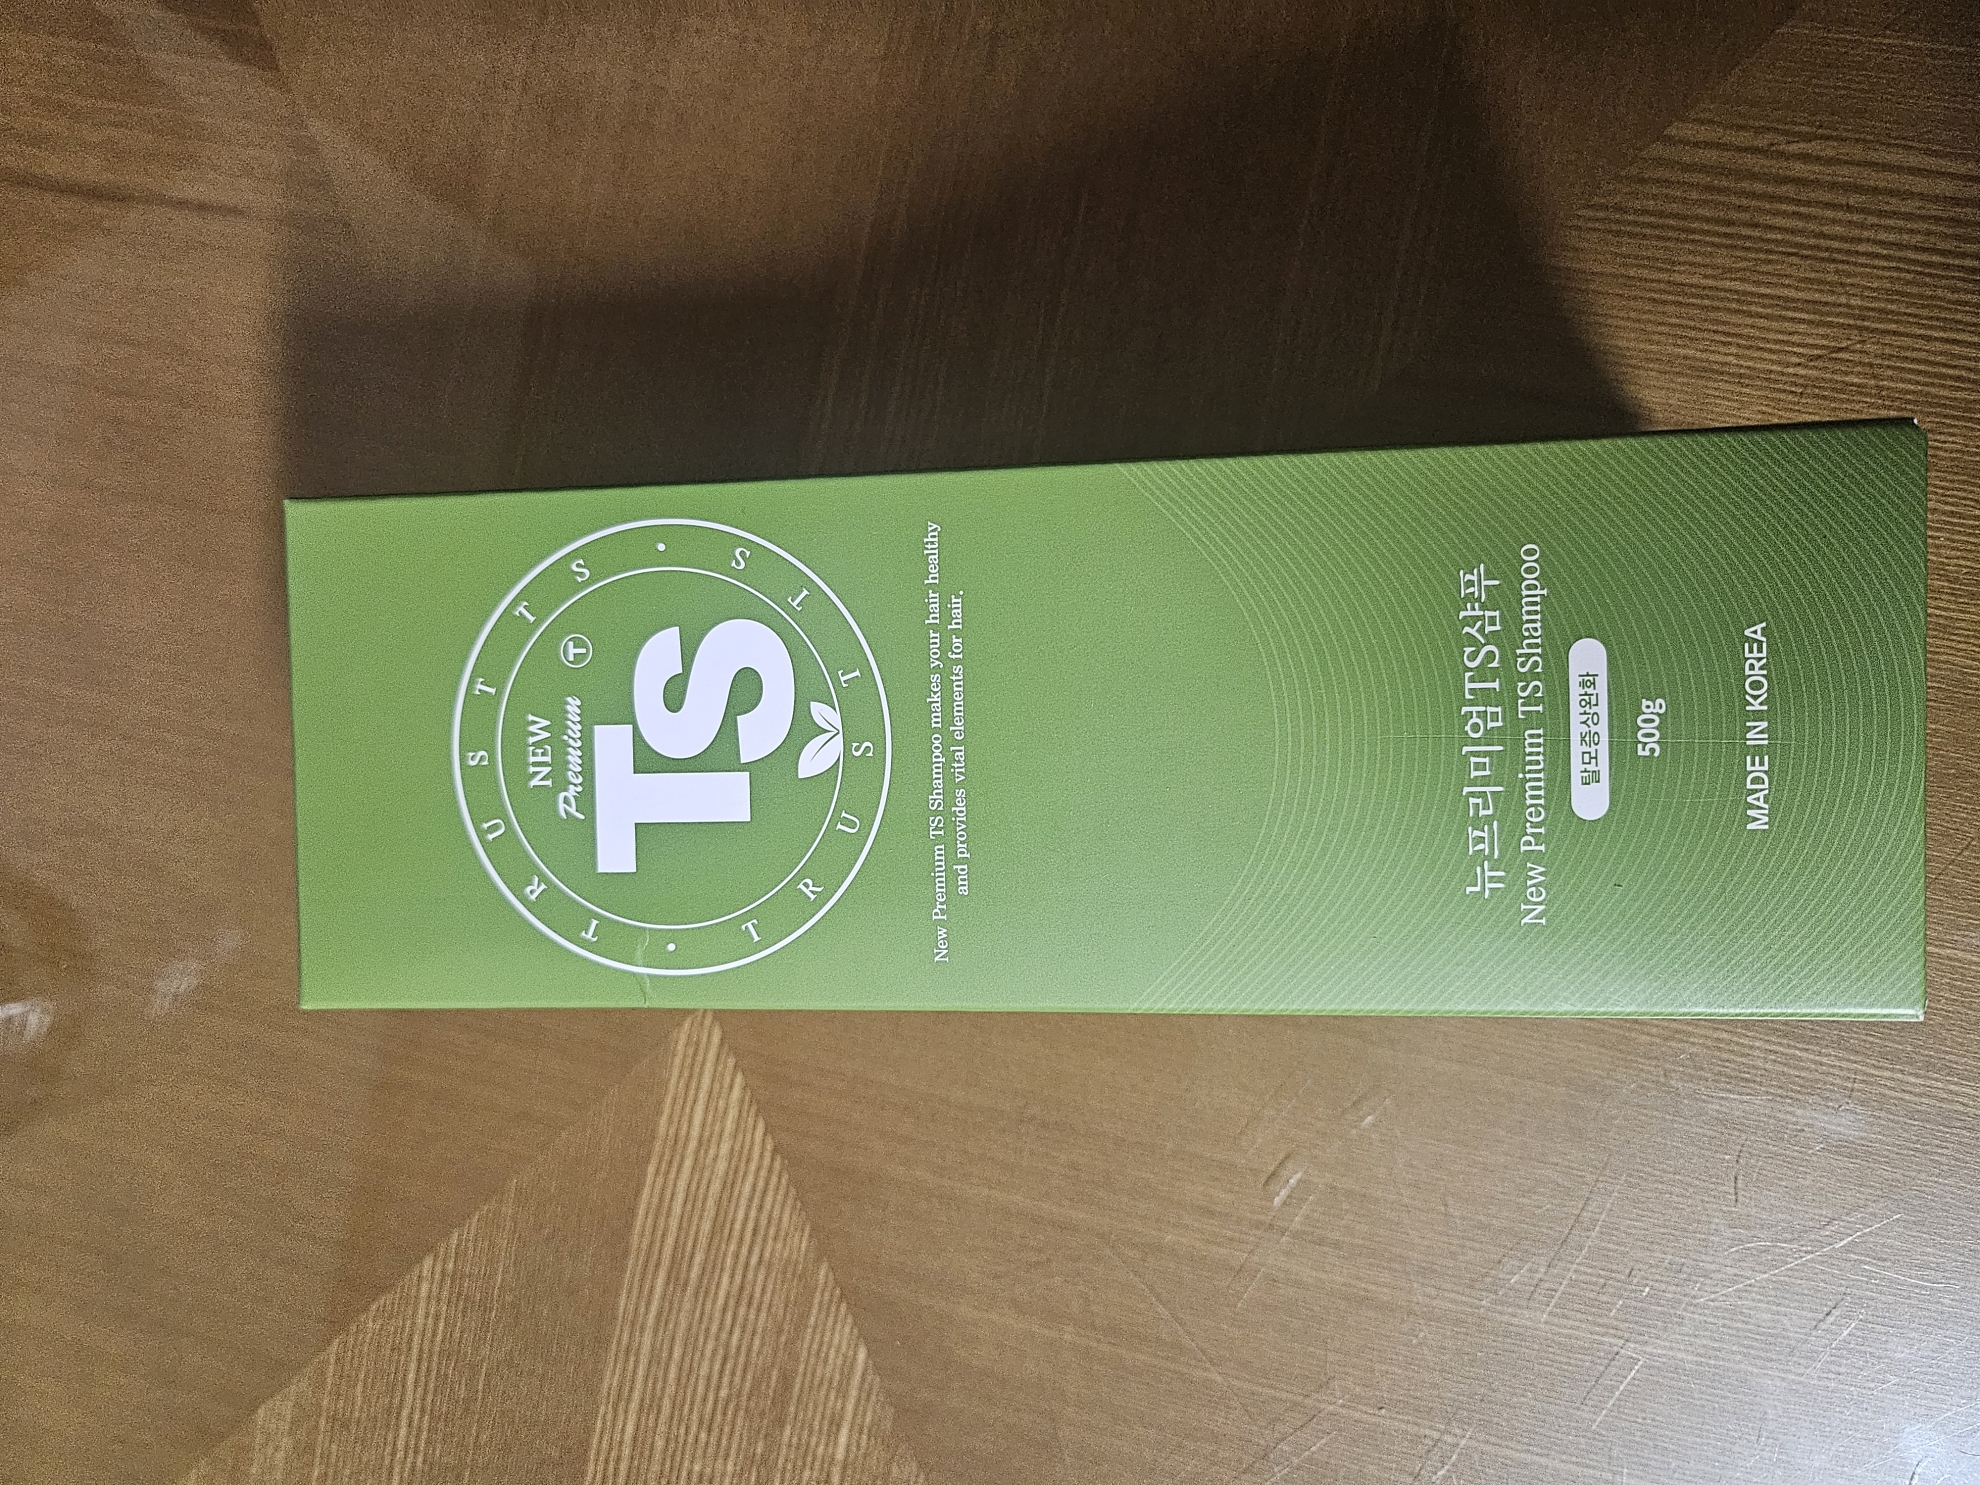 TRUST TS · TRUST TS ·
NEW
Premium T
TS
New Premium TS Shampoo makes your hair healthy
and provides vital elements for hair.
뉴프리미엄TS샴푸
New Premium TS Shampoo
탈모증상완화
500g
MADE IN KOREA